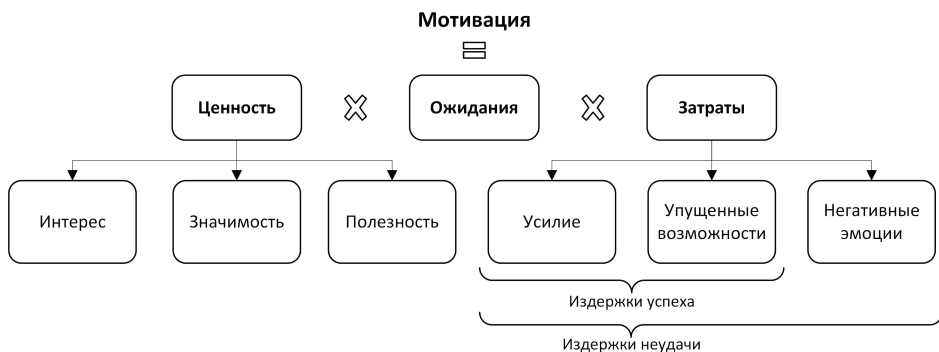 Мотивация
Ценность
Ожидания
Затраты
Интерес
Значимость
Полезность
Усилие
Упущенные
возможности
Негативные
эмоции
Издержки успеха
Издержки неудачи